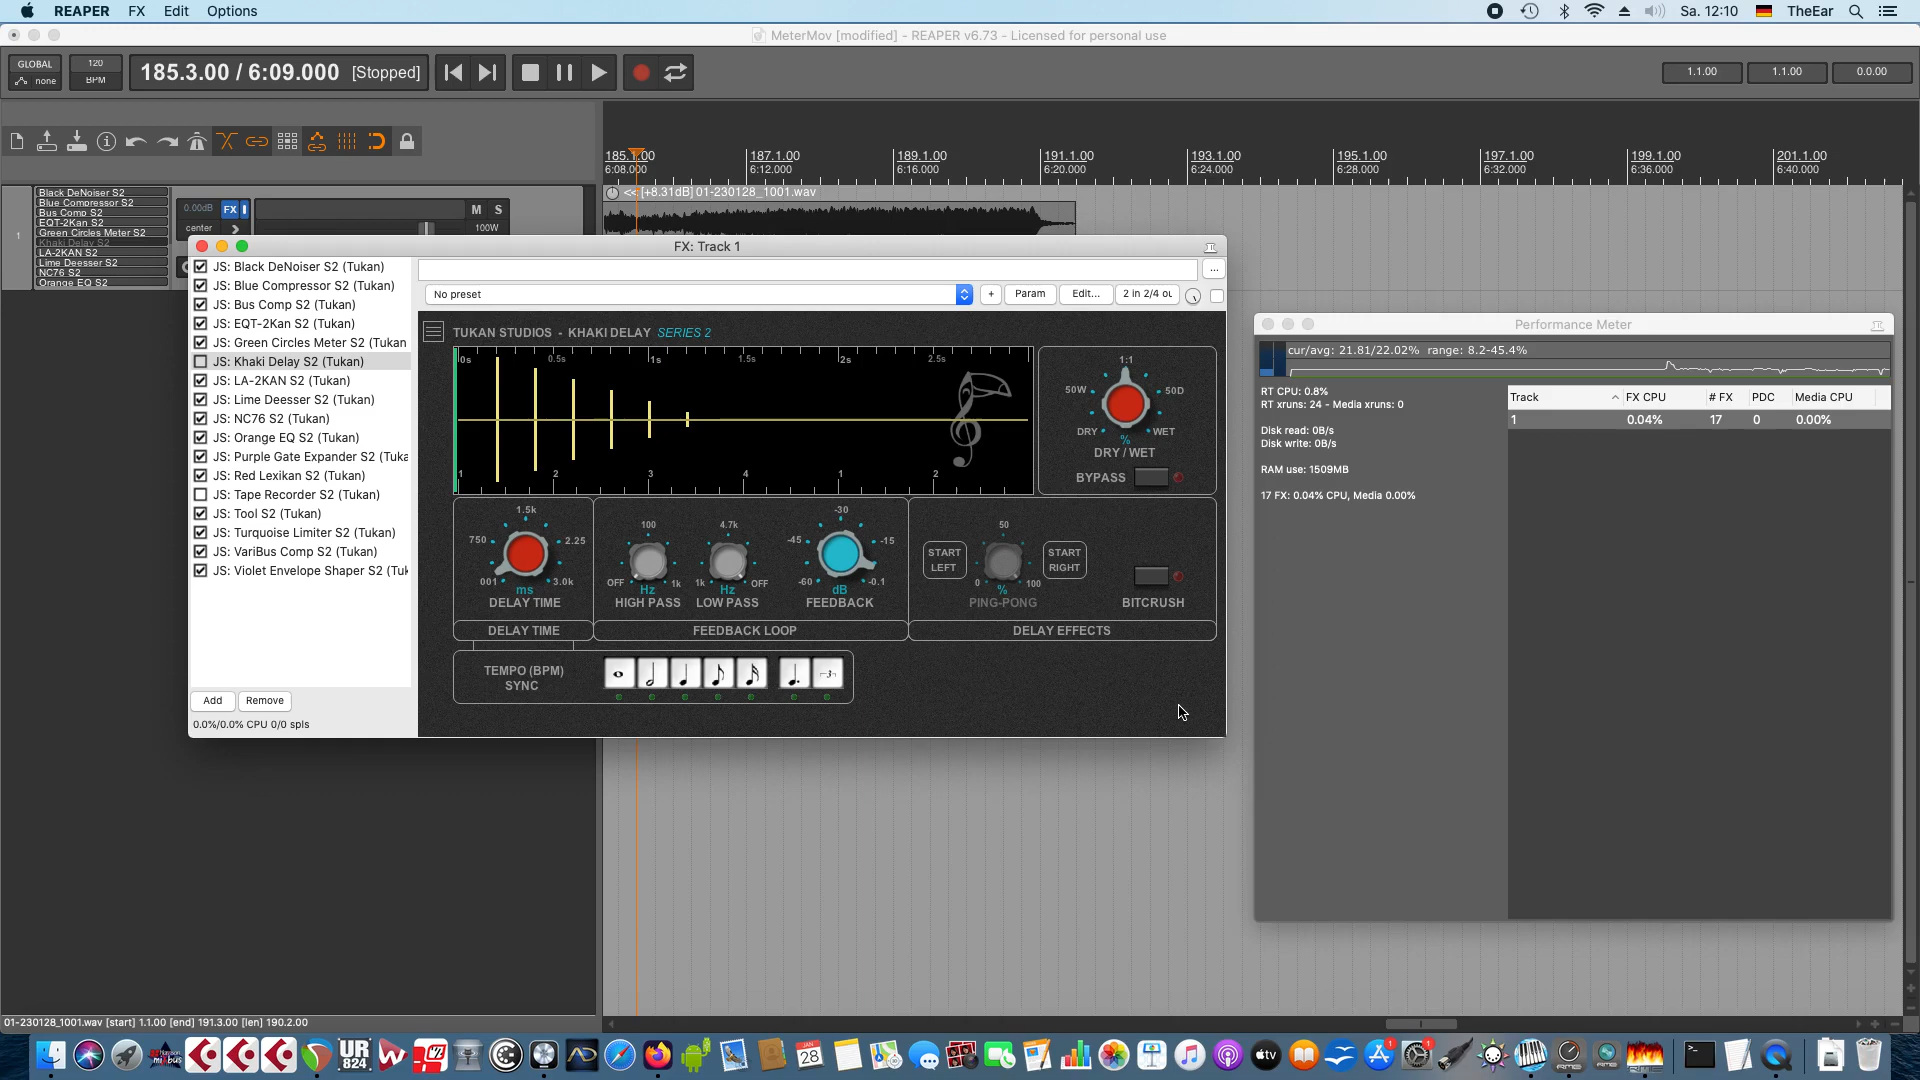 REAPER FX Edit Options
Sa. 12:10 TheEar
MeterMov [modified] - REAPER v6.73 - Licensed for personal use
GLOBAL
none
120
BPM
185.3.00 / 6:09.000 [Stopped]
1.1.00 1.1.00 0.0.00
185.1.00 187.1.00 189.1.00 191.1.00 193.1.00 195.1.00 197.1.00 199.1.00 201.1.00
6:08.000 6:12.000 6:16.000 6:20.000 6:24.000 6:28.000 6:32.000 6:36.000 6:40.000
<< [+8.31dB] 01-230128_1001.wav
1
Black DeNoiser S2
Blue Compressor S2
Bus Comp S2
EQT-2Kan S2
Green Circles Meter S2
Khaki Delay S2
LA-2KAN S2
Lime Deesser S2
NC76 S2
Orange EQ S2
0.00dB FX M S
center 100W
FX: Track 1
JS: Black DeNoiser S2 (Tukan)
JS: Blue Compressor S2 (Tukan)
JS: Bus Comp S2 (Tukan)
JS: EQT-2Kan S2 (Tukan)
JS: Green Circles Meter S2 (Tukan
JS: Khaki Delay S2 (Tukan)
JS: LA-2KAN S2 (Tukan)
JS: Lime Deesser S2 (Tukan)
JS: NC76 S2 (Tukan)
JS: Orange EQ S2 (Tukan)
JS: Purple Gate Expander S2 (Tuka
JS: Red Lexikan S2 (Tukan)
JS: Tape Recorder S2 (Tukan)
JS: Tool S2 (Tukan)
JS: Turquoise Limiter S2 (Tukan)
JS: VariBus Comp S2 (Tukan)
JS: Violet Envelope Shaper S2 (Tuk
Add Remove
0.0%/0.0% CPU 0/0 spls
...
No preset + Param Edit... 2 in 2/4 ou
TUKAN STUDIOS - KHAKI DELAY SERIES 2
0s 0.5s 1s 1.5s 2s 2.5s
1 2 3 4 1 2
1:1
50W 50D
DRY WET
%
DRY / WET
BYPASS
1.5k
750 2.25
001 3.0k
ms
DELAY TIME
100
OFF 1k
Hz
HIGH PASS
4.7k
1k OFF
Hz
LOW PASS
-30
-45 -15
-60 -0.1
dB
FEEDBACK
START LEFT
50
0 100
%
PING-PONG
START RIGHT
BITCRUSH
DELAY TIME FEEDBACK LOOP DELAY EFFECTS
TEMPO (BPM)
SYNC
3
Performance Meter
cur/avg: 21.81/22.02% range: 8.2-45.4%
RT CPU: 0.8%
RT xruns: 24 - Media xruns: 0
Disk read: 0B/s
Disk write: 0B/s
RAM use: 1509MB
17 FX: 0.04% CPU, Media 0.00%
Track FX CPU # FX PDC Media CPU
1 0.04% 17 0 0.00%
01-230128_1001.wav [start] 1.1.00 [end] 191.3.00 [len] 190.2.00
UR
824
JAN
28
tv
1
1